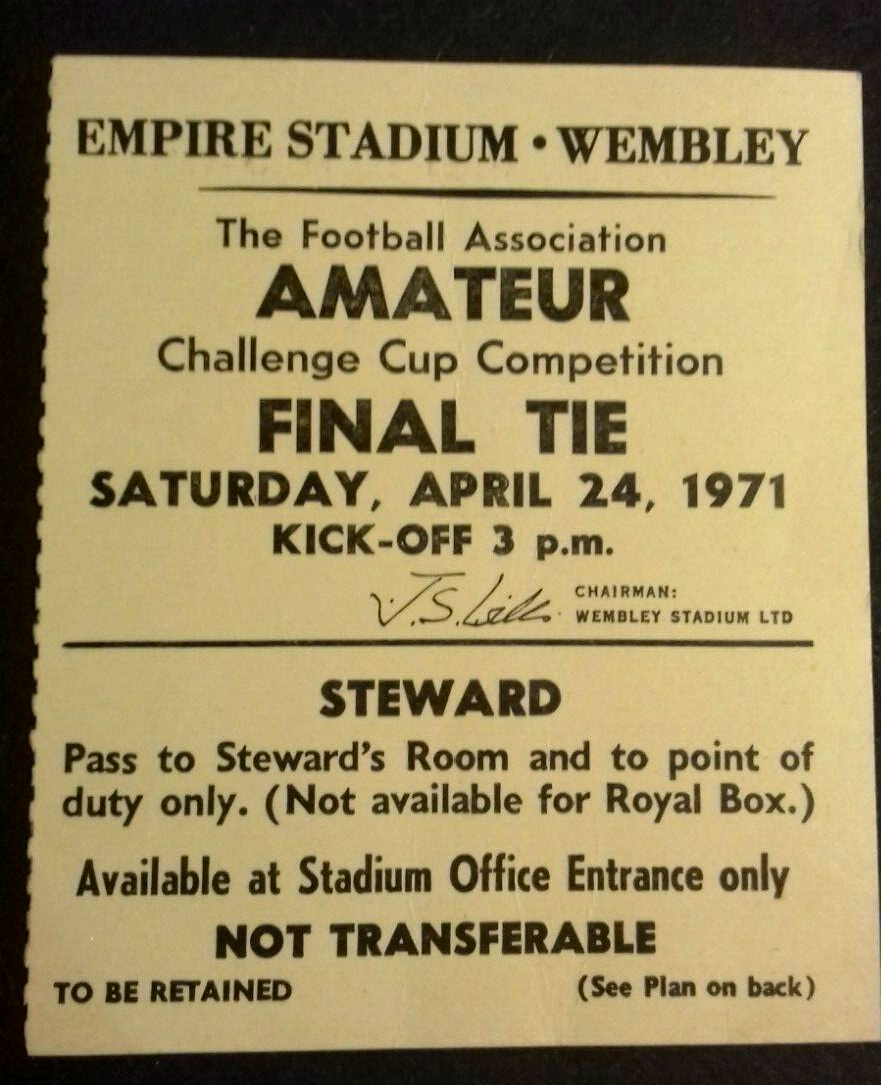 EMPIRE STADIUM • WEMBLEY
The Football Association
AMATEUR
Challenge Cup Competition
FINAL TIE
SATURDAY, APRIL 24, 1971
KICK-OFF 3 p.m.
J.S. Wills
CHAIRMAN:
WEMBLEY STADIUM LTD
STEWARD
Pass to Steward's Room and to point of
duty only. (Not available for Royal Box.)
Available at Stadium Office Entrance only
NOT TRANSFERABLE
TO BE RETAINED (See Plan on back)